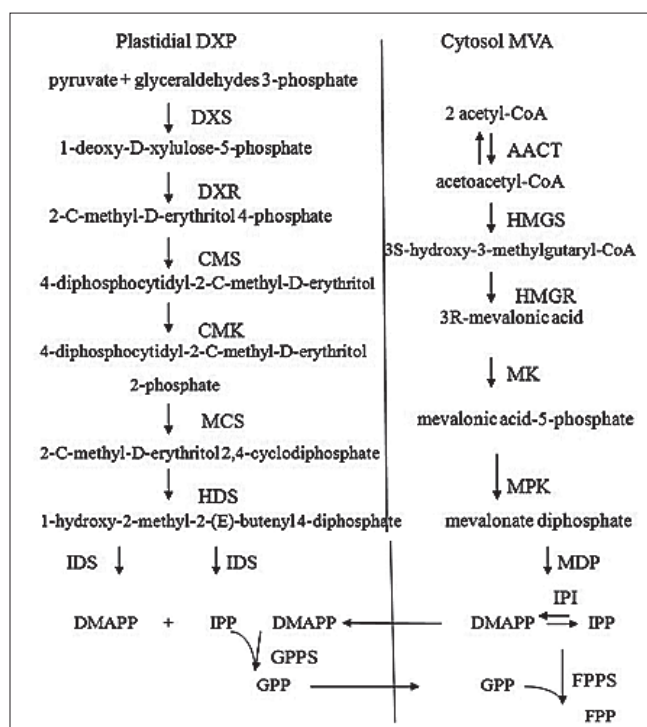 Plastidial DXP
pyruvate + glyceraldehydes 3-phosphate
DXS
1-deoxy-D-xylulose-5-phosphate
DXR
2-C-methyl-D-erythritol 4-phosphate
CMS
4-diphosphocytidyl-2-C-methyl-D-erythritol
CMK
4-diphosphocytidyl-2-C-methyl-D-erythritol
2-phosphate
MCS
2-C-methyl-D-erythritol 2,4-cyclodiphosphate
HDS
1-hydroxy-2-methyl-2-(E)-butenyl 4-diphosphate
IDS
IDS
DMAPP + IPP
DMAPP
GPPS
GPP
Cytosol MVA
2 acetyl-CoA
AACT
acetoacetyl-CoA
HMGS
3S-hydroxy-3-methylgutaryl-CoA
HMGR
3R-mevalonic acid
MK
mevalonic acid-5-phosphate
MPK
mevalonate diphosphate
MDP
IPI
DMAPP
IPP
GPP
FPPS
FPP